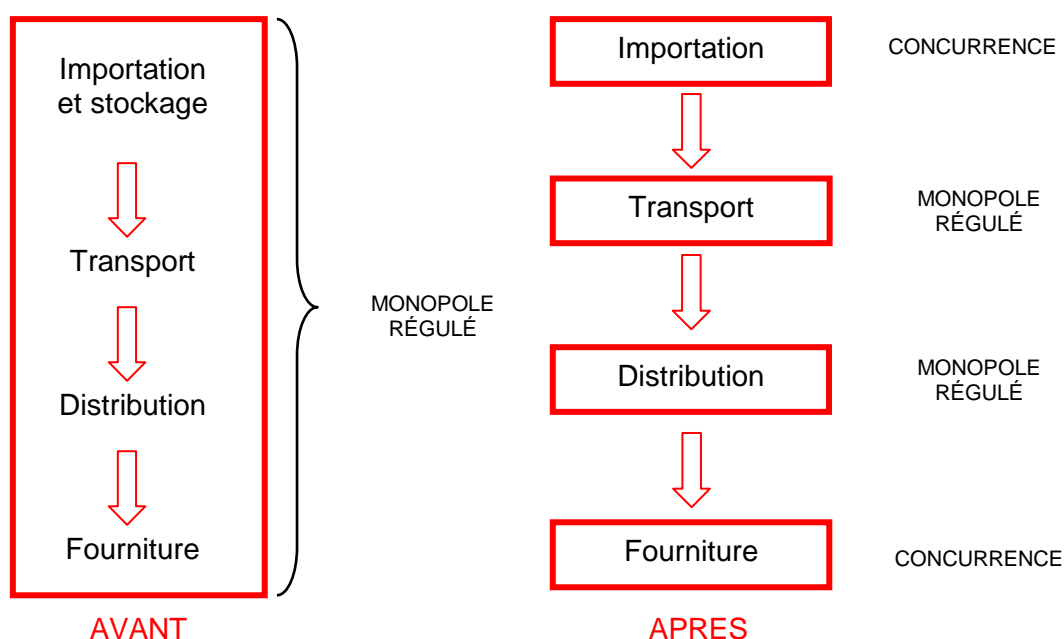 Importation
et stockage
Transport
Distribution
Fourniture
AVANT
MONOPOLE
RÉGULÉ
Importation
CONCURRENCE
Transport
MONOPOLE
RÉGULÉ
Distribution
MONOPOLE
RÉGULÉ
Fourniture
CONCURRENCE
APRES